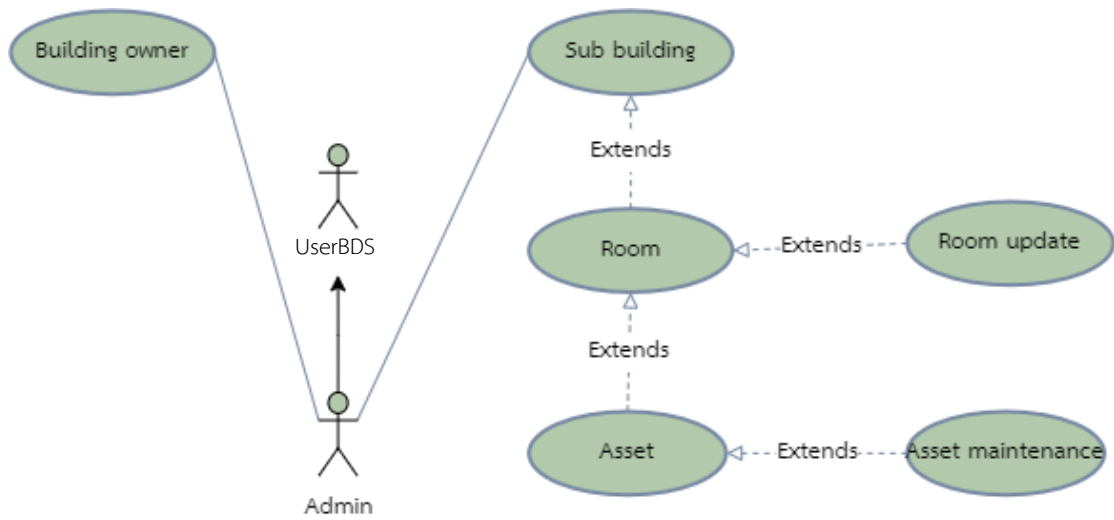 Building owner
Sub building
Extends
UserBDS
Room
Extends
Room update
Extends
Asset
Extends
Asset maintenance
Admin